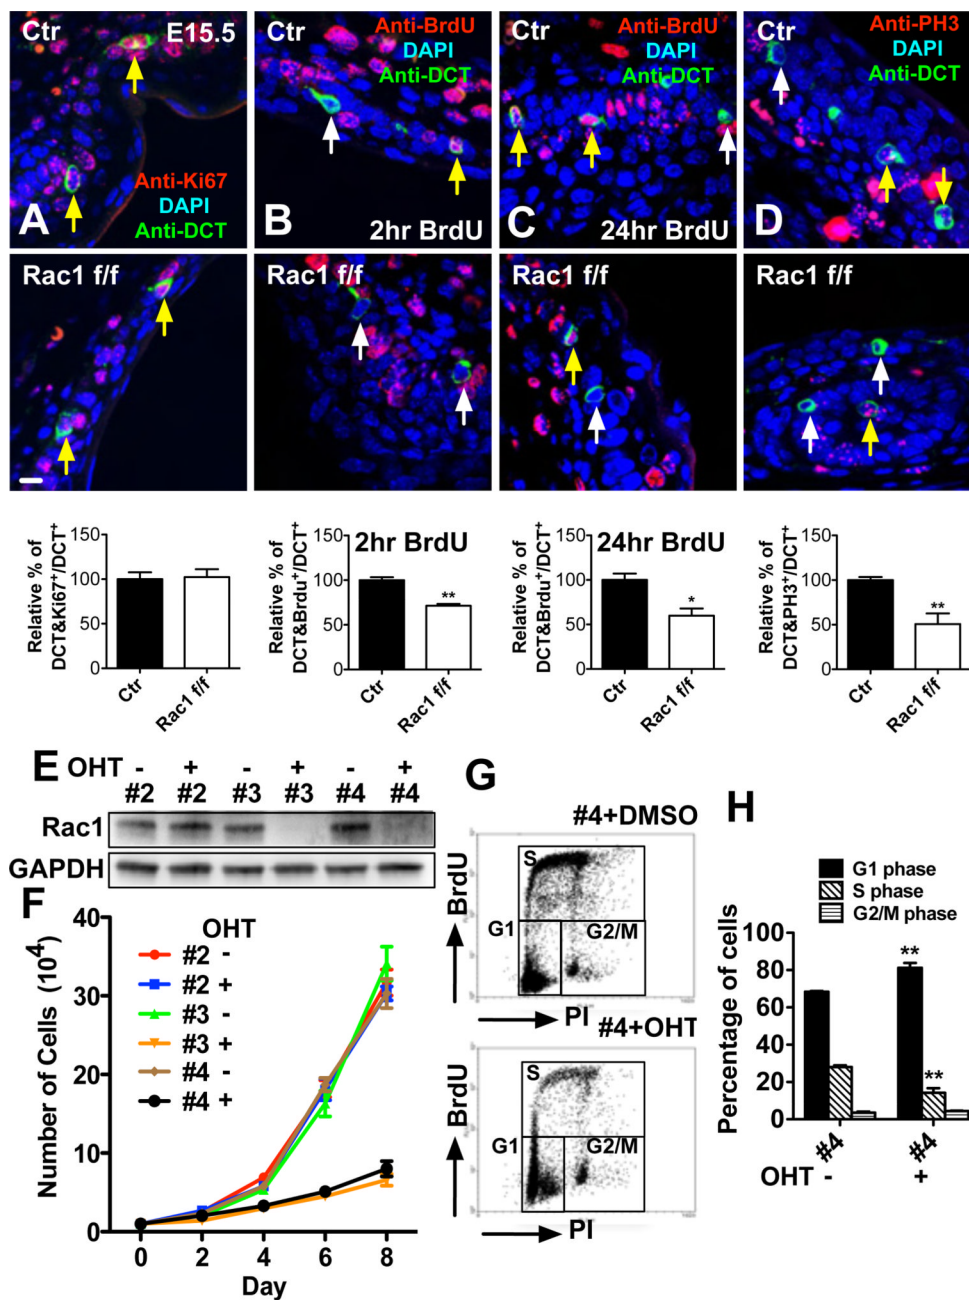 Ctr
E15.5
Anti-Ki67
DAPI
Anti-DCT
A
Ctr
Anti-BrdU
DAPI
Anti-DCT
B
2hr BrdU
Ctr
Anti-BrdU
DAPI
Anti-DCT
C
24hr BrdU
Ctr
Anti-PH3
DAPI
Anti-DCT
D
Rac1 f/f
Rac1 f/f
Rac1 f/f
Rac1 f/f
Relative % of
DCT&Ki67+/DCT+
150
100
50
0
Ctr
Rac1 f/f
2hr BrdU
Relative % of
DCT&Brdu+/DCT+
150
100
50
0
**
Ctr
Rac1 f/f
24hr BrdU
Relative % of
DCT&Brdu+/DCT+
150
100
50
0
*
Ctr
Rac1 f/f
Relative % of
DCT&PH3+/DCT+
150
100
50
0
**
Ctr
Rac1 f/f
E
OHT - + - + - +
#2 #2 #3 #3 #4 #4
Rac1
GAPDH
F
Number of Cells (10⁴)
40
30
20
10
0
OHT
#2 -
#2 +
#3 -
#3 +
#4 -
#4 +
0 2 4 6 8
Day
G
#4+DMSO
BrdU
S
G1
G2/M
PI
#4+OHT
BrdU
S
G1
G2/M
PI
H
G1 phase
S phase
G2/M phase
Percentage of cells
100
80
60
40
20
0
**
**
#4 #4
OHT - +